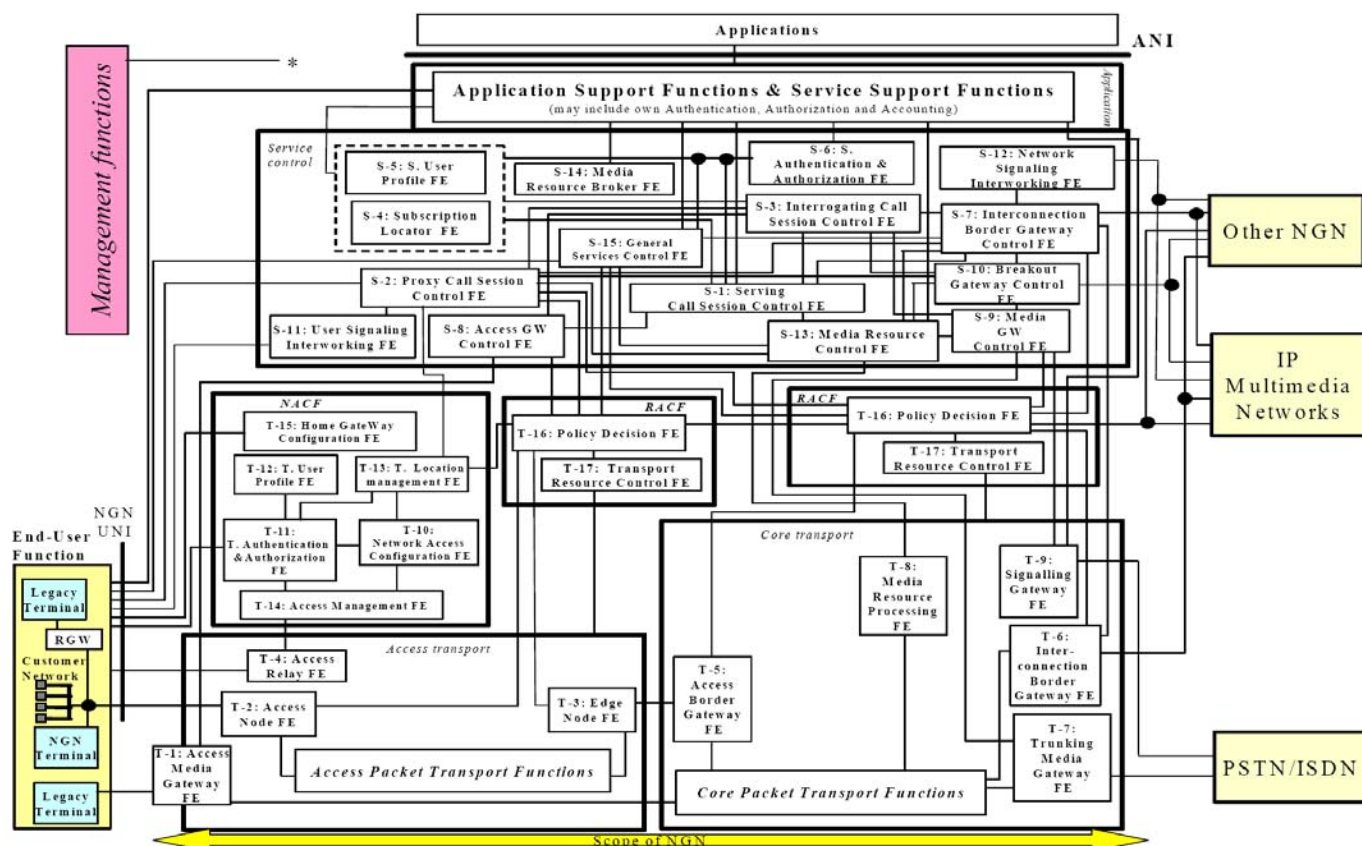 Applications
ANI
Management functions
*
Application Support Functions & Service Support Functions
(may include own Authentication, Authorization and Accounting)
Application
Service
control
S-5: S. User
Profile FE
S-4: Subscription
Locator FE
S-14: Media
Resource Broker FE
S-6: S.
Authentication &
Authorization FE
S-12: Network
Signaling
Interworking FE
S-3: Interrogating Call
Session Control FE
S-7: Interconnection
Border Gateway
Control FE
S-15: General
Services Control FE
S-2: Proxy Call Session
Control FE
S-1: Serving
Call Session Control FE
S-10: Breakout
Gateway Control
FE
S-11: User Signaling
Interworking FE
S-8: Access GW
Control FE
S-13: Media Resource
Control FE
S-9: Media
GW
Control FE
Other NGN
IP
Multimedia
Networks
PSTN/ISDN
NACF
T-15: Home GateWay
Configuration FE
T-12: T. User
Profile FE
T-13: T. Location
management FE
T-11:
T. Authentication
&Authorization
FE
T-10:
Network Access
Configuration FE
T-14: Access Management FE
RACF
T-16: Policy Decision FE
T-17: Transport
Resource Control FE
RACF
T-16: Policy Decision FE
T-17: Transport
Resource Control FE
NGN
UNI
End-User
Function
Legacy
Terminal
RGW
Customer
Network
NGN
Terminal
Legacy
Terminal
Access transport
T-4: Access
Relay FE
T-2: Access
Node FE
T-3: Edge
Node FE
T-1: Access
Media
Gateway
FE
Access Packet Transport Functions
Core transport
T-8: Media
Resource
Processing
FE
T-9:
Signalling
Gateway
FE
T-5:
Access
Border
Gateway
FE
T-6:
Inter-
connection
Border
Gateway FE
T-7:
Trunking
Media
Gateway FE
Core Packet Transport Functions
Scope of NGN